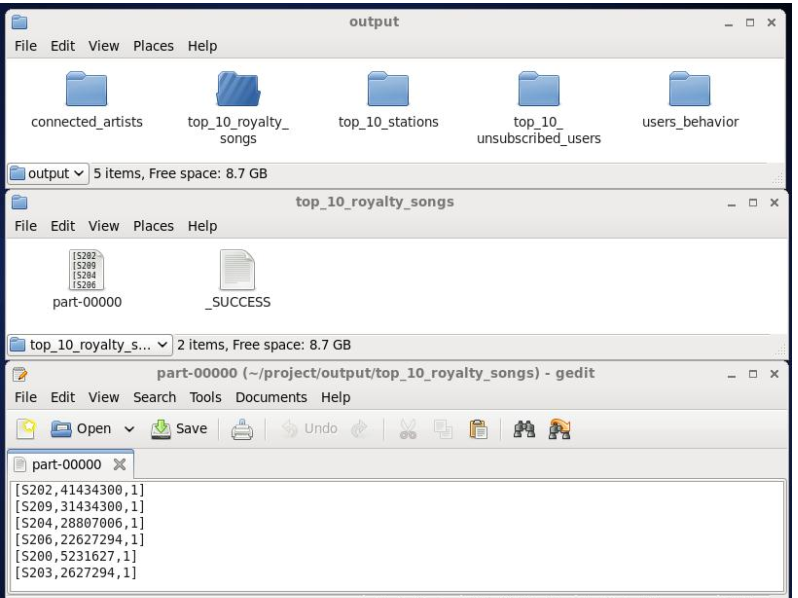 output
File Edit View Places Help
connected_artists
top_10_royalty_
songs
top_10_stations
top_10_
unsubscribed_users
users_behavior
output 5 items, Free space: 8.7 GB
top_10_royalty_songs
File Edit View Places Help
[S202
[S209
[S204
[S206
part-00000
_SUCCESS
top_10_royalty_s... 2 items, Free space: 8.7 GB
part-00000 (~/project/output/top_10_royalty_songs) - gedit
File Edit View Search Tools Documents Help
Open Save Undo
part-00000
[S202,41434300,1]
[S209,31434300,1]
[S204,28807006,1]
[S206,22627294,1]
[S200,5231627,1]
[S203,2627294,1]